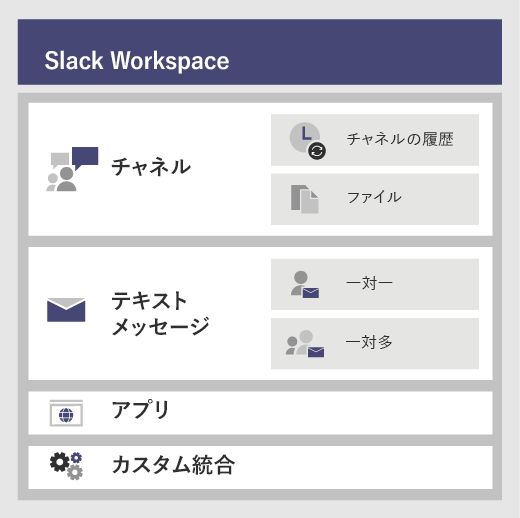 Slack Workspace
チャネル
チャネルの履歴
ファイル
テキスト
メッセージ
一対一
一対多
アプリ
カスタム統合